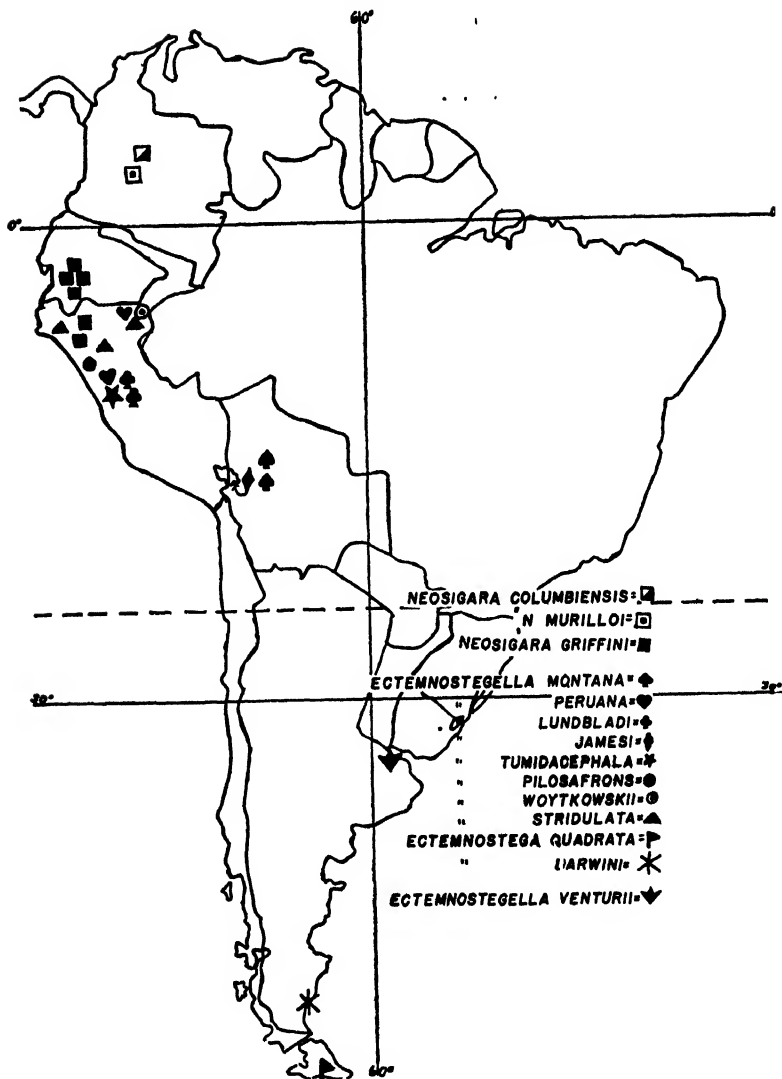 60°
0°
NEOSIGARA COLUMBIENSIS=
"N MURILLOI=
NEOSIGARA GRIFFINI=
ECTEMNOSTEGELLA MONTANA=
30°
30°
" PERUANA=
" LUNDBLADI=
" JAMESI=
" TUMIDACEPHALA=
" PILOSAFRONS=
" WOYTKOWSKII=
" STRIDULATA=
ECTEMNOSTEGA QUADRATA=
" DARWINI=
ECTEMNOSTEGELLA VENTURII=
60°